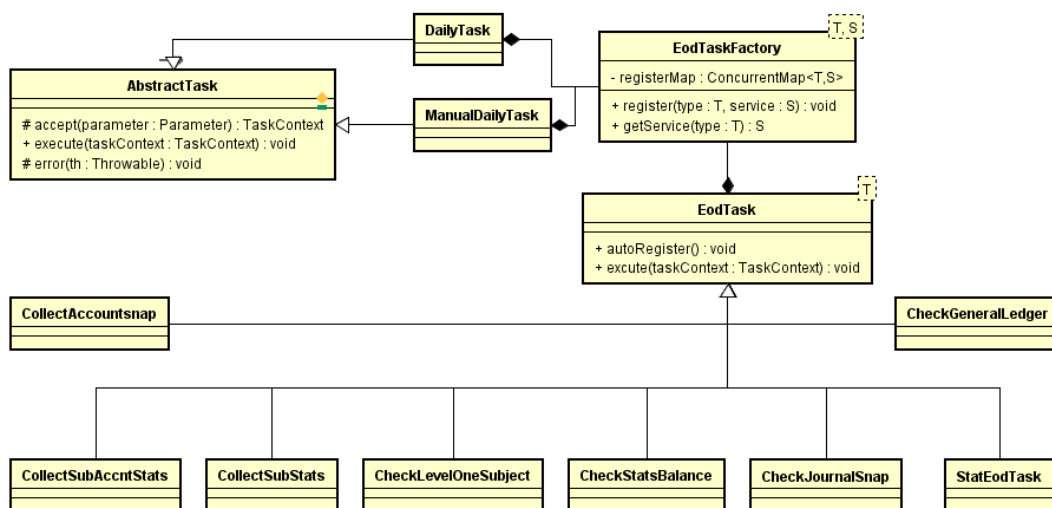 DailyTask
T, S
EodTaskFactory
- registerMap : ConcurrentMap<T,S>
+ register(type : T, service : S) : void
+ getService(type : T) : S
AbstractTask
# accept(parameter : Parameter) : TaskContext
+ execute(taskContext : TaskContext) : void
# error(th : Throwable) : void
ManualDailyTask
T
EodTask
+ autoRegister() : void
+ excute(taskContext : TaskContext) : void
CollectAccountsnap
CheckGeneralLedger
CollectSubAccntStats
CollectSubStats
CheckLevelOneSubject
CheckStatsBalance
CheckJournalSnap
StatEodTask